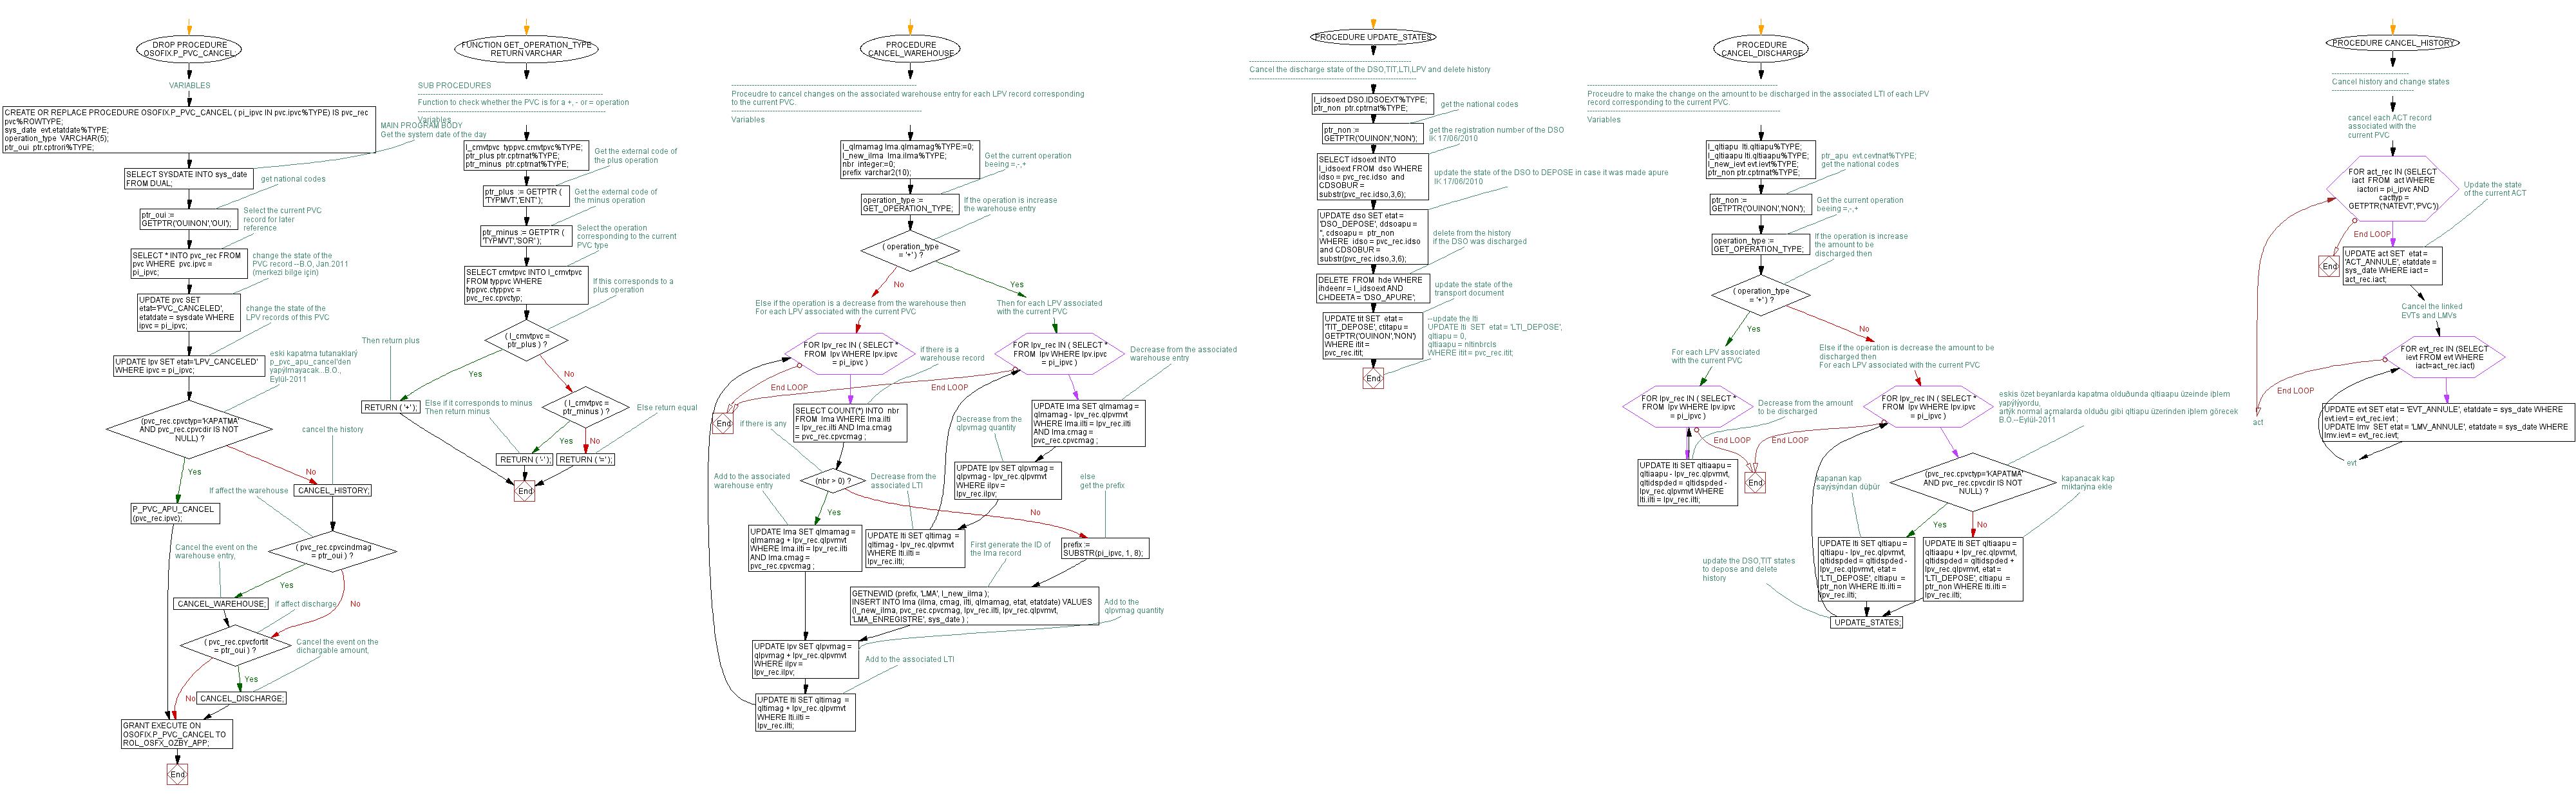 DROP PROCEDURE
OSOFIX.P_PVC_CANCEL;
VARIABLES
CREATE OR REPLACE PROCEDURE OSOFIX.P_PVC_CANCEL ( pi_ipvc IN pvc.ipvc%TYPE) IS pvc_rec
pvc%ROWTYPE;
sys_date evt.etatdate%TYPE;
operation_type VARCHAR(5);
ptr_oui ptr.cptrori%TYPE;
MAIN PROGRAM BODY
Get the system date of the day
SELECT SYSDATE INTO sys_date
FROM DUAL;
get national codes
ptr_oui :=
GETPTR('OUINON','OUI');
Select the current PVC
record for later
reference
SELECT * INTO pvc_rec FROM
pvc WHERE pvc.ipvc =
pi_ipvc;
change the state of the
PVC record --B.O, Jan.2011
(merkezi bilge için)
UPDATE pvc SET
etat='PVC_CANCELED',
etatdate = sysdate WHERE
ipvc = pi_ipvc;
change the state of the
LPV records of this PVC
UPDATE lpv SET etat='LPV_CANCELED'
WHERE ipvc = pi_ipvc;
eski kapatma tutanaklarý
p_pvc_apu_cancel'den
yapýlmayacak..B.O.,
Eylül-2011
(pvc_rec.cpvctyp='KAPATMA'
AND pvc_rec.cpvcdir IS NOT
NULL) ?
cancel the history
Yes
No
If affect the warehouse
CANCEL_HISTORY;
P_PVC_APU_CANCEL
(pvc_rec.ipvc);
Cancel the event on the
warehouse entry,
( pvc_rec.cpvcindmag
= ptr_oui ) ?
Yes
No
CANCEL_WAREHOUSE;
if affect discharge
( pvc_rec.cpvcfortit
= ptr_oui ) ?
Cancel the event on the
dichargable amount,
Yes
No
CANCEL_DISCHARGE;
GRANT EXECUTE ON
OSOFIX.P_PVC_CANCEL TO
ROL_OSFX_OZBY_APP;
End
FUNCTION GET_OPERATION_TYPE
RETURN VARCHAR
SUB PROCEDURES
Function to check whether the PVC is for a +, - or = operation
Variables
l_cmvtpvc typpvc.cmvtpvc%TYPE;
ptr_plus ptr.cptrnat%TYPE;
ptr_minus ptr.cptrnat%TYPE;
Get the external code of
the plus operation
ptr_plus := GETPTR (
'TYPMVT','ENT' );
Get the external code of
the minus operation
ptr_minus := GETPTR (
'TYPMVT','SOR' );
Select the operation
corresponding to the current
PVC type
SELECT cmvtpvc INTO l_cmvtpvc
FROM typpvc WHERE
typpvc.ctyppvc =
pvc_rec.cpvctyp;
If this corresponds to a
plus operation
( l_cmvtpvc =
ptr_plus ) ?
Then return plus
Yes
No
RETURN ( '+' );
Else if it corresponds to minus
Then return minus
( l_cmvtpvc =
ptr_minus ) ?
Else return equal
Yes
No
RETURN ( '-' );
RETURN ( '=' );
End
PROCEDURE
CANCEL_WAREHOUSE
Proceudre to cancel changes on the associated warehouse entry for each LPV record corresponding
to the current PVC.
Variables
l_qlmamag lma.qlmamag%TYPE:=0;
l_new_ilma lma.ilma%TYPE;
nbr integer:=0;
prefix varchar2(10);
Get the current operation
beeing =,-,+
operation_type :=
GET_OPERATION_TYPE;
If the operation is increase
the warehouse entry
( operation_type
= '+' ) ?
No
Yes
Else if the operation is a decrease from the warehouse then
For each LPV associated with the current PVC
Then for each LPV associated
with the current PVC
FOR lpv_rec IN ( SELECT *
FROM lpv WHERE lpv.ipvc
= pi_ipvc )
if there is a
warehouse record
FOR lpv_rec IN ( SELECT *
FROM lpv WHERE lpv.ipvc
= pi_ipvc )
Decrease from the associated
warehouse entry
End LOOP
End LOOP
End
SELECT COUNT(*) INTO nbr
FROM lma WHERE lma.ilti
= lpv_rec.ilti AND lma.cmag
= pvc_rec.cpvcmag ;
UPDATE lma SET qlmamag =
qlmamag - lpv_rec.qlpvmvt
WHERE lma.ilti = lpv_rec.ilti
AND lma.cmag =
pvc_rec.cpvcmag ;
if there is any
Decrease from the
qlpvmag quantity
(nbr > 0) ?
UPDATE lpv SET qlpvmag =
qlpvmag - lpv_rec.qlpvmvt
WHERE ilpv =
lpv_rec.ilpv;
Add to the associated
warehouse entry
Decrease from the
associated LTI
else
get the prefix
Yes
No
UPDATE lma SET qlmamag =
qlmamag + lpv_rec.qlpvmvt
WHERE lma.ilti = lpv_rec.ilti
AND lma.cmag =
pvc_rec.cpvcmag ;
UPDATE lti SET qltimag =
qltimag - lpv_rec.qlpvmvt
WHERE lti.ilti =
lpv_rec.ilti;
First generate the ID of
the lma record
prefix :=
SUBSTR(pi_ipvc, 1, 8);
GETNEWID (prefix, 'LMA', l_new_ilma );
INSERT INTO lma (ilma, cmag, ilti, qlmamag, etat, etatdate) VALUES
(l_new_ilma, pvc_rec.cpvcmag, lpv_rec.ilti, lpv_rec.qlpvmvt,
'LMA_ENREGISTRE', sys_date ) ;
Add to the
qlpvmag quantity
UPDATE lpv SET qlpvmag =
qlpvmag + lpv_rec.qlpvmvt
WHERE ilpv =
lpv_rec.ilpv;
Add to the associated LTI
UPDATE lti SET qltimag =
qltimag + lpv_rec.qlpvmvt
WHERE lti.ilti =
lpv_rec.ilti;
PROCEDURE UPDATE_STATES
Cancel the discharge state of the DSO,TIT,LTI,LPV and delete history
l_idsoext DSO.IDSOEXT%TYPE;
ptr_non ptr.cptrnat%TYPE;
get the national codes
ptr_non :=
GETPTR('OUINON','NON');
get the registration number of the DSO
IK 17/06/2010
SELECT idsoext INTO
l_idsoext FROM dso WHERE
idso = pvc_rec.idso and
CDSOBUR =
substr(pvc_rec.idso,3,6);
update the state of the DSO to DEPOSE in case it was made apure
IK 17/06/2010
UPDATE dso SET etat =
'DSO_DEPOSE', ddsoapu =
'', cdsoapu = ptr_non
WHERE idso = pvc_rec.idso
and CDSOBUR =
substr(pvc_rec.idso,3,6);
delete from the history
if the DSO was discharged
DELETE FROM hde WHERE
ihdeenr = l_idsoext AND
CHDEETA = 'DSO_APURE';
update the state of the
transport document
UPDATE tit SET etat =
'TIT_DEPOSE', ctitapu =
GETPTR('OUINON','NON')
WHERE itit =
pvc_rec.itit;
--update the lti
UPDATE lti SET etat = 'LTI_DEPOSE',
qltiapu = 0,
qltiaapu = nltinbrcls
WHERE itit = pvc_rec.itit;
End
PROCEDURE
CANCEL_DISCHARGE
Proceudre to make the change on the amount to be discharged in the associated LTI of each LPV
record corresponding to the current PVC.
Variables
l_qltiapu lti.qltiapu%TYPE;
l_qltiaapu lti.qltiaapu%TYPE;
l_new_ievt evt.ievt%TYPE;
ptr_non ptr.cptrnat%TYPE;
ptr_apu evt.cevtnat%TYPE;
get the national codes
ptr_non :=
GETPTR('OUINON','NON');
Get the current operation
beeing =,-,+
operation_type :=
GET_OPERATION_TYPE;
If the operation is increase
the amount to be
discharged then
( operation_type
= '+' ) ?
Yes
No
For each LPV associated
with the current PVC
Else if the operation is decrease the amount to be
discharged then
For each LPV associated with the current PVC
FOR lpv_rec IN ( SELECT *
FROM lpv WHERE lpv.ipvc
= pi_ipvc )
Decrease from the amount
to be discharged
FOR lpv_rec IN ( SELECT *
FROM lpv WHERE lpv.ipvc
= pi_ipvc )
eskis özet beyanlarda kapatma olduðunda qltiaapu üzeinde iþlem
yapýlýyordu,
artýk normal açmalarda olduðu gibi qltiapu üzerinden iþlem görecek
B.O.--Eylül-2011
End LOOP
End LOOP
UPDATE lti SET qltiaapu =
qltiaapu - lpv_rec.qlpvmvt,
qltidspded = qltidspded -
lpv_rec.qlpvmvt WHERE
lti.ilti = lpv_rec.ilti;
End
kapanan kap
sayýsýndan düþür
(pvc_rec.cpvctyp='KAPATMA'
AND pvc_rec.cpvcdir IS NOT
NULL) ?
kapanacak kap
miktarýna ekle
Yes
No
UPDATE lti SET qltiapu =
qltiapu - lpv_rec.qlpvmvt,
qltidspded = qltidspded -
lpv_rec.qlpvmvt, etat =
'LTI_DEPOSE', cltiapu =
ptr_non WHERE lti.ilti =
lpv_rec.ilti;
UPDATE lti SET qltiaapu =
qltiaapu + lpv_rec.qlpvmvt,
qltidspded = qltidspded +
lpv_rec.qlpvmvt, etat =
'LTI_DEPOSE', cltiapu =
ptr_non WHERE lti.ilti =
lpv_rec.ilti;
update the DSO,TIT states
to depose and delete
history
UPDATE_STATES;
PROCEDURE CANCEL_HISTORY
Cancel history and change states
cancel each ACT record
associated with the
current PVC
FOR act_rec IN (SELECT
iact FROM act WHERE
iactori = pi_ipvc AND
cacttyp =
GETPTR('NATEVT','PVC'))
Update the state
of the current ACT
End LOOP
UPDATE act SET etat =
'ACT_ANNULE', etatdate =
sys_date WHERE iact =
act_rec.iact;
End
Cancel the linked
EVTs and LMVs
FOR evt_rec IN (SELECT
ievt FROM evt WHERE
iact=act_rec.iact)
End LOOP
act
UPDATE evt SET etat = 'EVT_ANNULE', etatdate = sys_date WHERE
evt.ievt = evt_rec.ievt ;
UPDATE lmv SET etat = 'LMV_ANNULE', etatdate = sys_date WHERE
lmv.ievt = evt_rec.ievt;
evt